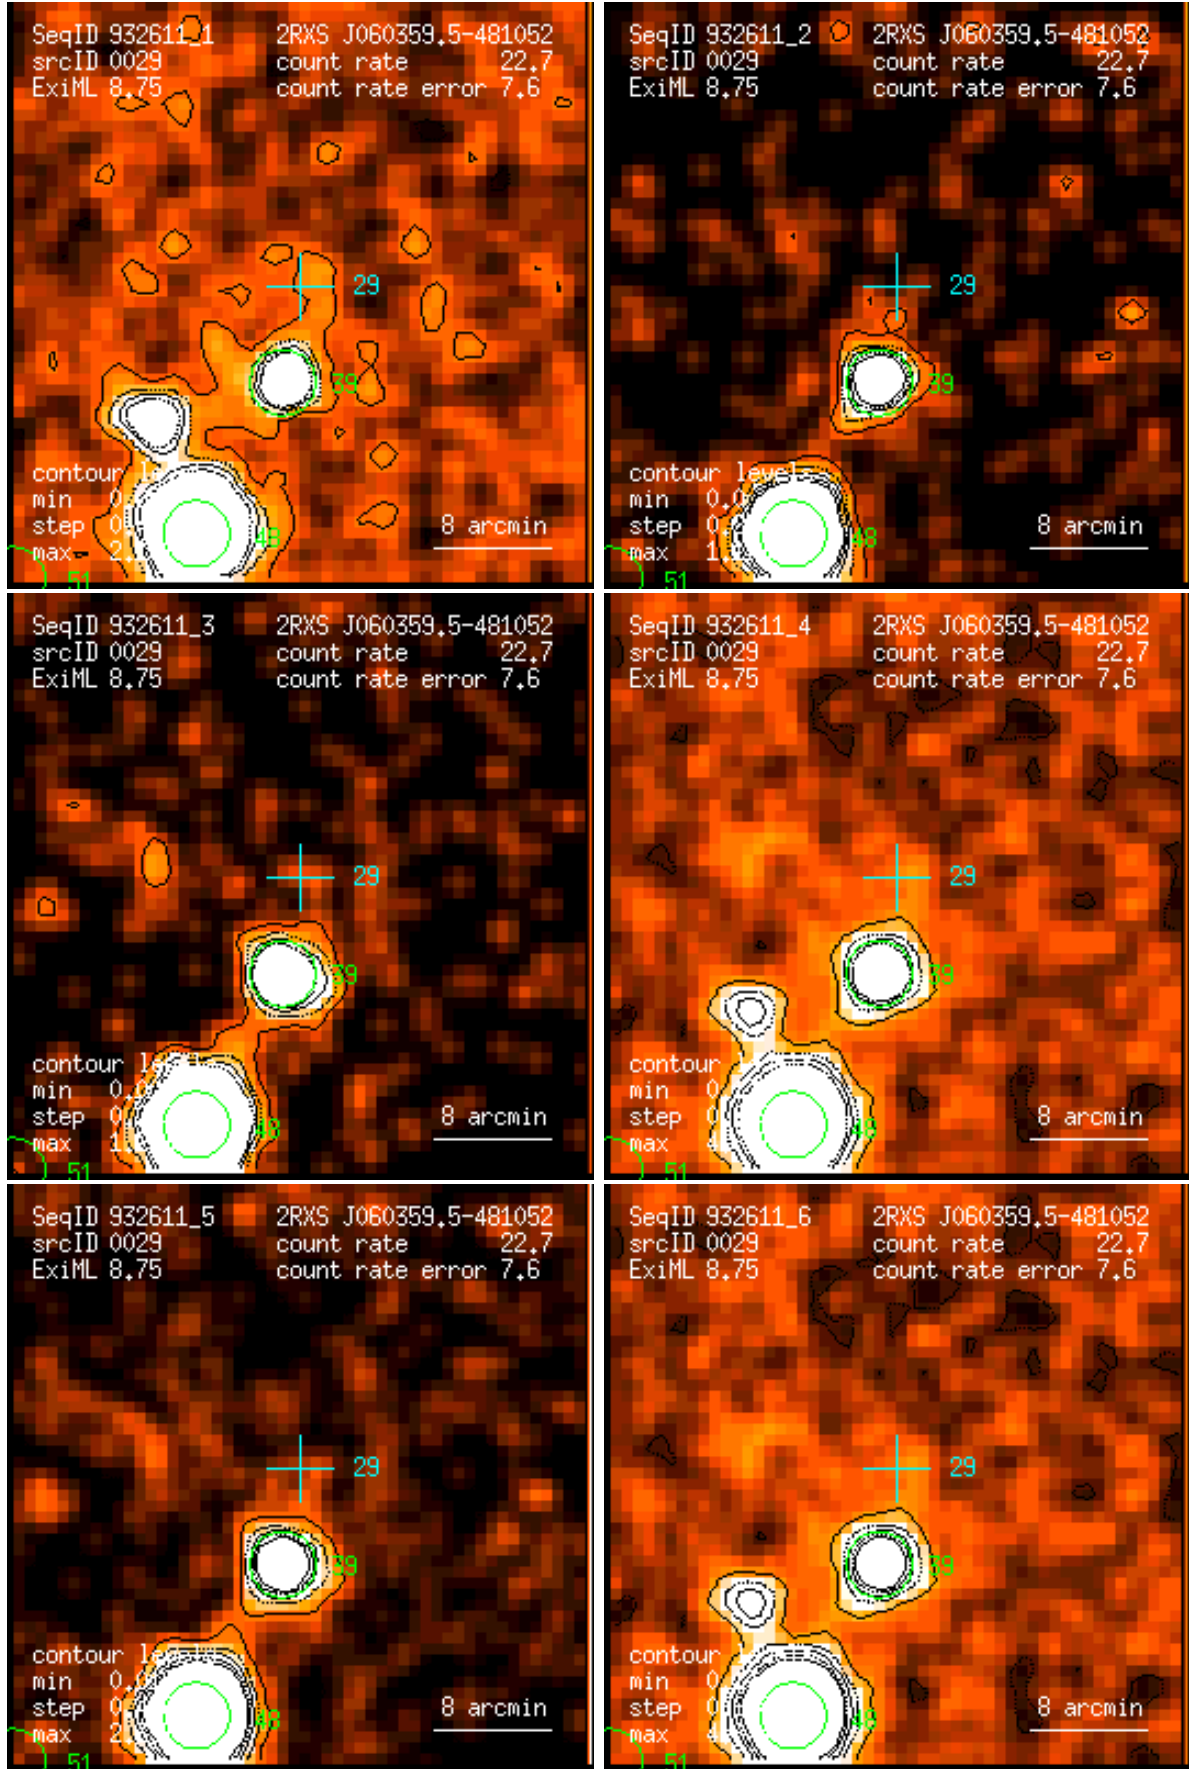 SeqID 932611_1 2RXS J060359.5-481052
srcID 0029 count rate 22.7
ExiML 8.75 count rate error 7.6
29
39
contour
min
step
max
48
8 arcmin
51
SeqID 932611_2 2RXS J060359.5-481052
srcID 0029 count rate 22.7
ExiML 8.75 count rate error 7.6
29
39
contour levels
min
step
max
48
8 arcmin
51
SeqID 932611_3 2RXS J060359.5-481052
srcID 0029 count rate 22.7
ExiML 8.75 count rate error 7.6
29
39
contour
min
step
max
48
8 arcmin
51
SeqID 932611_4 2RXS J060359.5-481052
srcID 0029 count rate 22.7
ExiML 8.75 count rate error 7.6
29
39
contour
min
step
max
48
8 arcmin
51
SeqID 932611_5 2RXS J060359.5-481052
srcID 0029 count rate 22.7
ExiML 8.75 count rate error 7.6
29
39
contour
min
step
max
48
8 arcmin
51
SeqID 932611_6 2RXS J060359.5-481052
srcID 0029 count rate 22.7
ExiML 8.75 count rate error 7.6
29
39
contour
min
step
max
48
8 arcmin
51